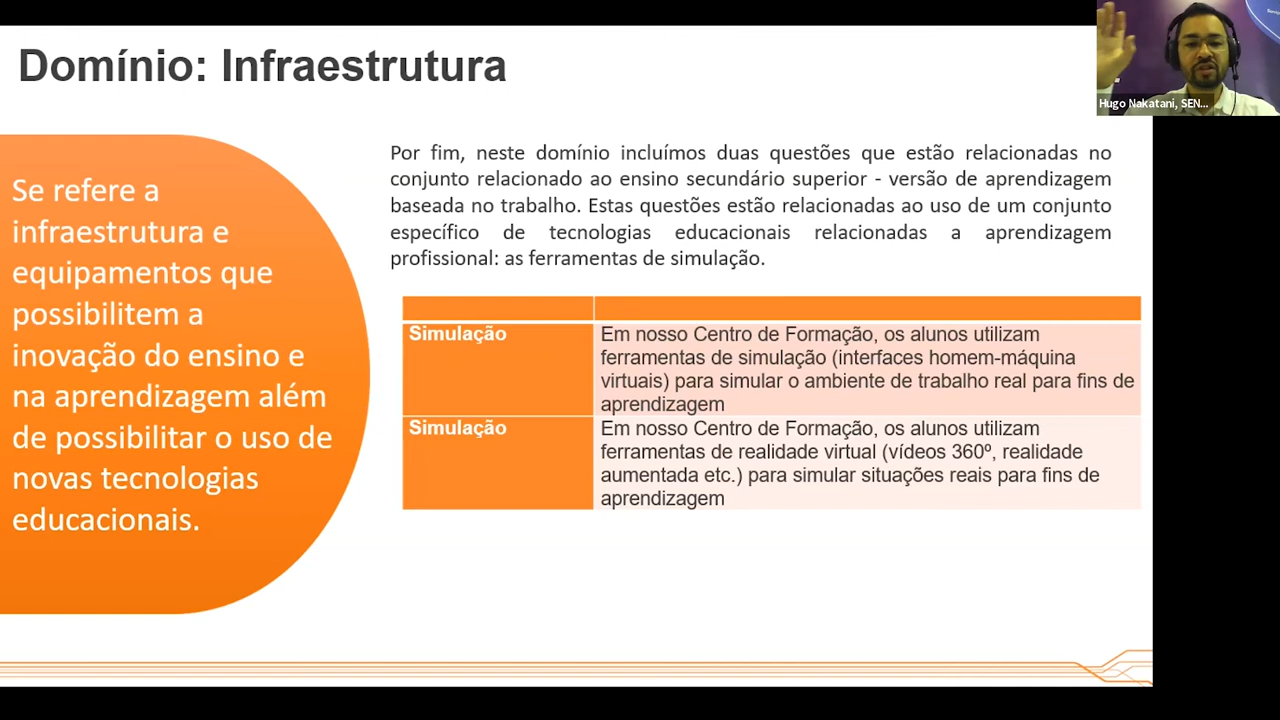 Domínio: Infraestrutura
Hugo Nakatani, SEN...
Se refere a
infraestrutura e
equipamentos que
possibilitem a
inovação do ensino e
na aprendizagem além
de possibilitar o uso de
novas tecnologias
educacionais.
Por fim, neste domínio incluímos duas questões que estão relacionadas no
conjunto relacionado ao ensino secundário superior - versão de aprendizagem
baseada no trabalho. Estas questões estão relacionadas ao uso de um conjunto
específico de tecnologias educacionais relacionadas a aprendizagem
profissional: as ferramentas de simulação.
Simulação
Em nosso Centro de Formação, os alunos utilizam
ferramentas de simulação (interfaces homem-máquina
virtuais) para simular o ambiente de trabalho real para fins de
aprendizagem
Simulação
Em nosso Centro de Formação, os alunos utilizam
ferramentas de realidade virtual (vídeos 360º, realidade
aumentada etc.) para simular situações reais para fins de
aprendizagem